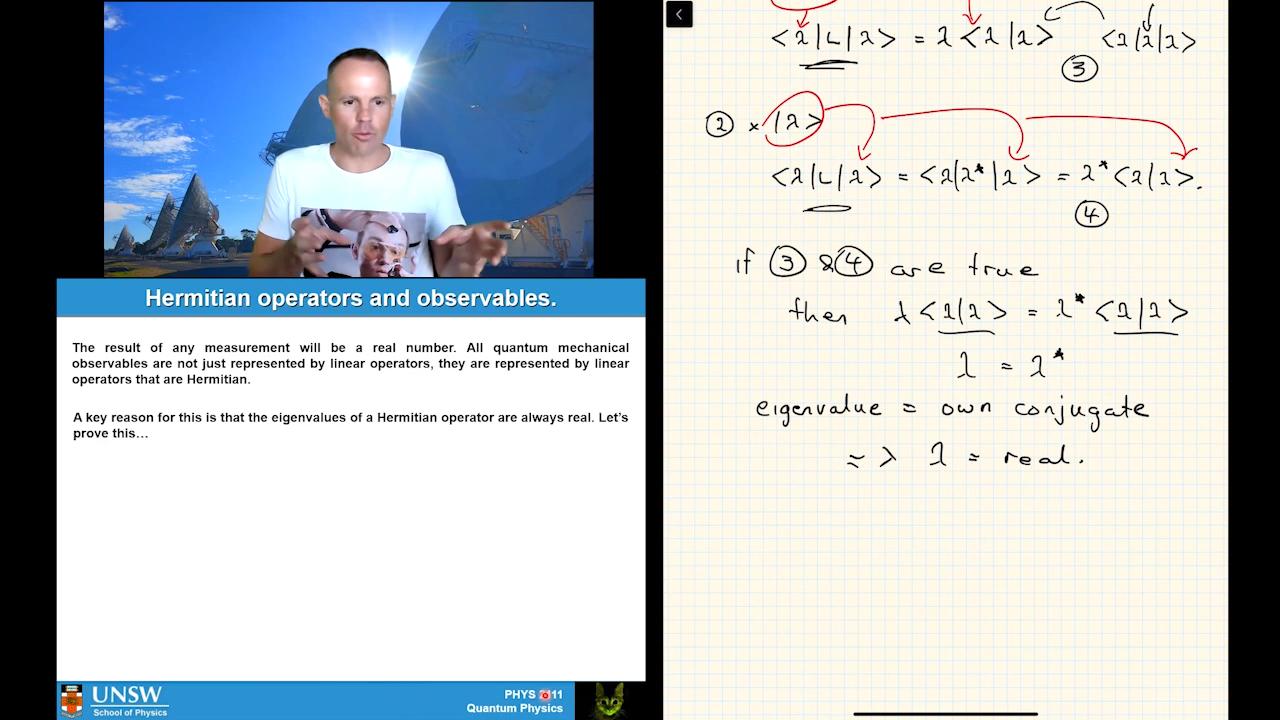 Hermitian operators and observables.
The result of any measurement will be a real number. All quantum mechanical
observables are not just represented by linear operators, they are represented by linear
operators that are Hermitian.
A key reason for this is that the eigenvalues of a Hermitian operator are always real. Let's
prove this...
UNSW
School of Physics
Quantum Physics
<λ|L|λ> = λ<λ|λ> <λ|λ|λ>
③
② × |λ>
<λ|L|λ> = <λ|λ*|λ> = λ*<λ|λ>.
④
If ③ & ④ are true
then λ<λ|λ> = λ*<λ|λ>
λ = λ*
eigenvalue = own conjugate
=> λ = real.